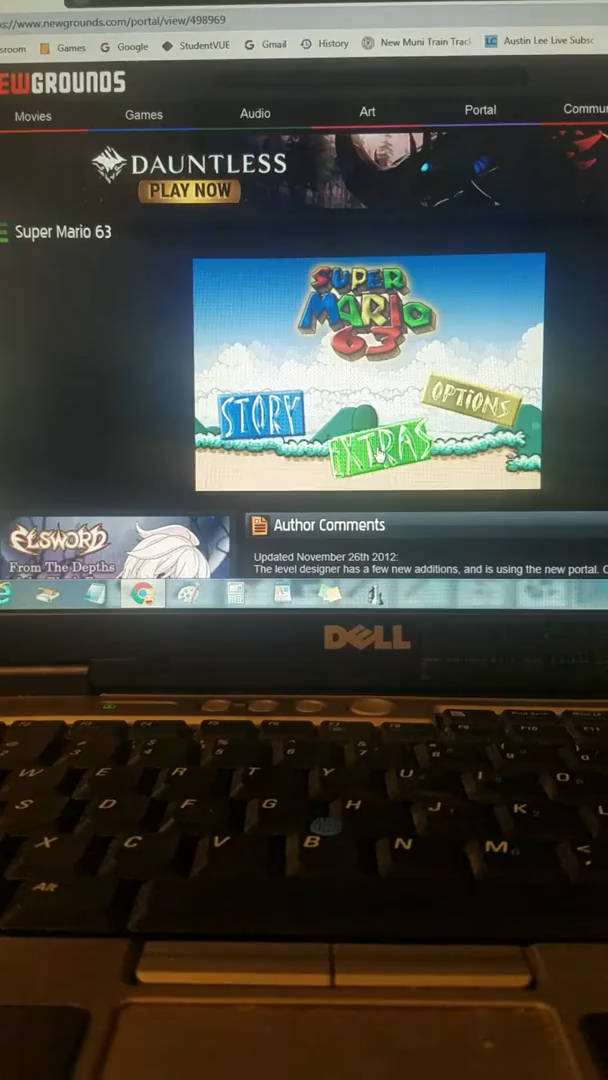 s://www.newgrounds.com/portal/view/498969
sroom Games Google StudentVUE Gmail History New Muni Train Trac Austin Lee Live Subsc
EWGROUNDS
Movies Games Audio Art Portal Commu
DAUNTLESS
PLAY NOW
Super Mario 63
SUPER
MARIO
63
STORY
OPTIONS
EXTRAS
ELSWORD
From The Depths
Author Comments
Updated November 26th 2012:
The level designer has a few new additions, and is using the new portal. C
DELL
W E R T Y U I O
S D F G H J K
X C V B N M
Alt